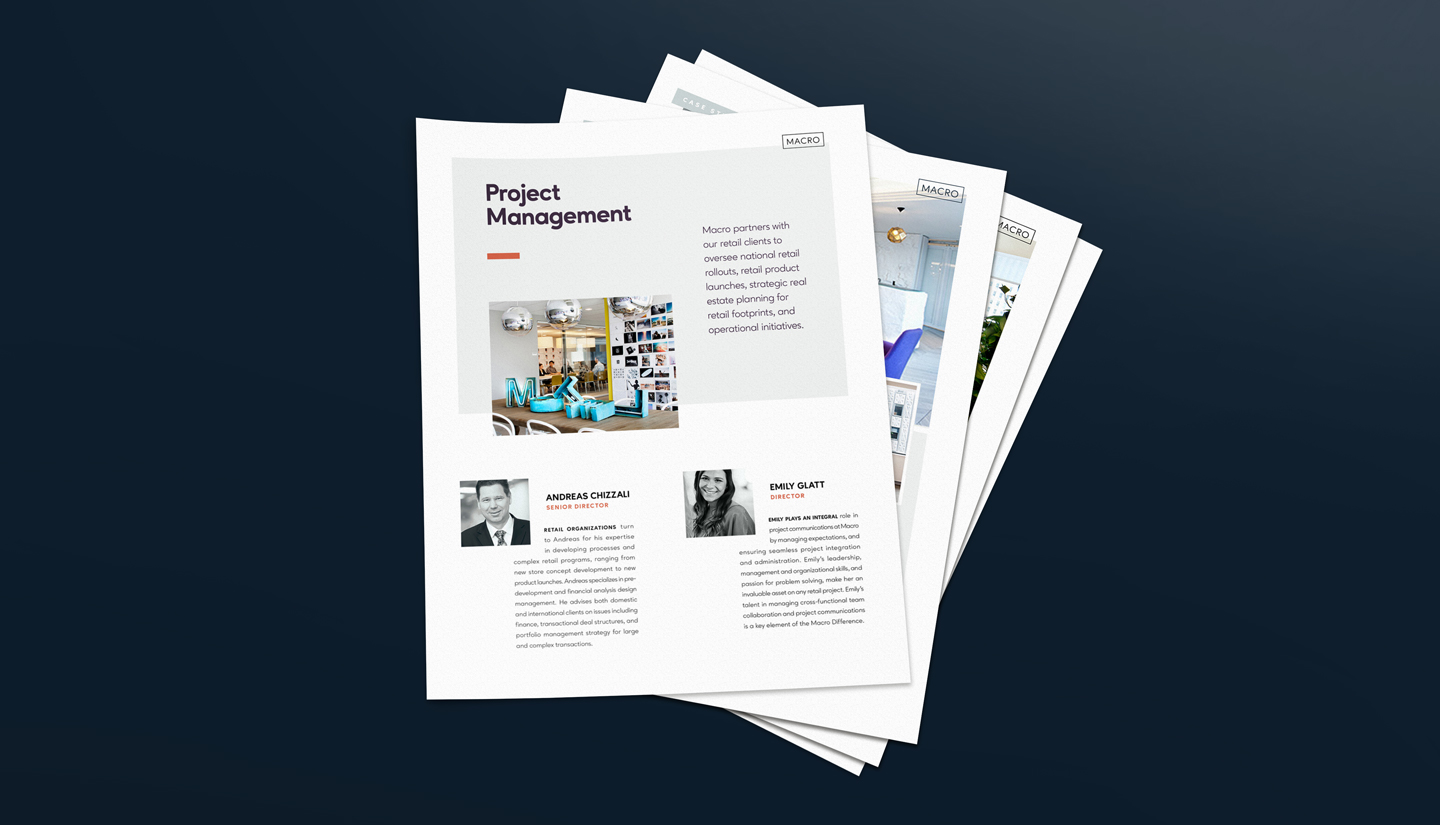 CASE ST
MACRO
Project
Management
Macro partners with
our retail clients to
oversee national retail
rollouts, retail product
launches, strategic real
estate planning for
retail footprints, and
operational initiatives.
ANDREAS CHIZZALI
SENIOR DIRECTOR
RETAIL ORGANIZATIONS turn
to Andreas for his expertise
in developing processes and
complex retail programs, ranging from
new store concept development to new
product launches. Andreas specializes in pre-
development and financial analysis design
management. He advises both domestic
and international clients on issues including
finance, transactional deal structures, and
portfolio management strategy for large
and complex transactions.
EMILY GLATT
DIRECTOR
EMILY PLAYS AN INTEGRAL role in
project communications at Macro
by managing expectations, and
ensuring seamless project integration
and administration. Emily's leadership,
management and organizational skills, and
passion for problem solving, make her an
invaluable asset on any retail project. Emily's
talent in managing cross-functional team
collaboration and project communications
is a key element of the Macro Difference.
MACRO
MACRO